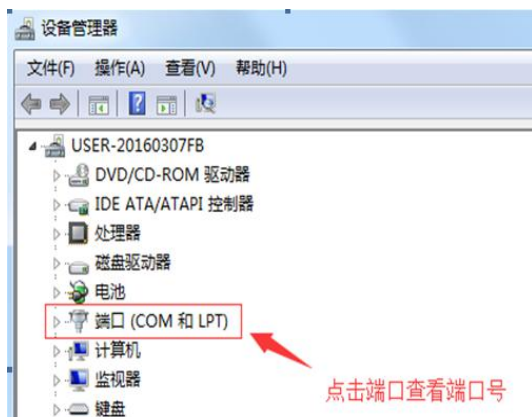 设备管理器
文件(F) 操作(A) 查看(V) 帮助(H)
USER-20160307FB
DVD/CD-ROM 驱动器
IDE ATA/ATAPI 控制器
处理器
磁盘驱动器
电池
端口 (COM 和 LPT)
计算机
监视器
点击端口查看端口号
键盘